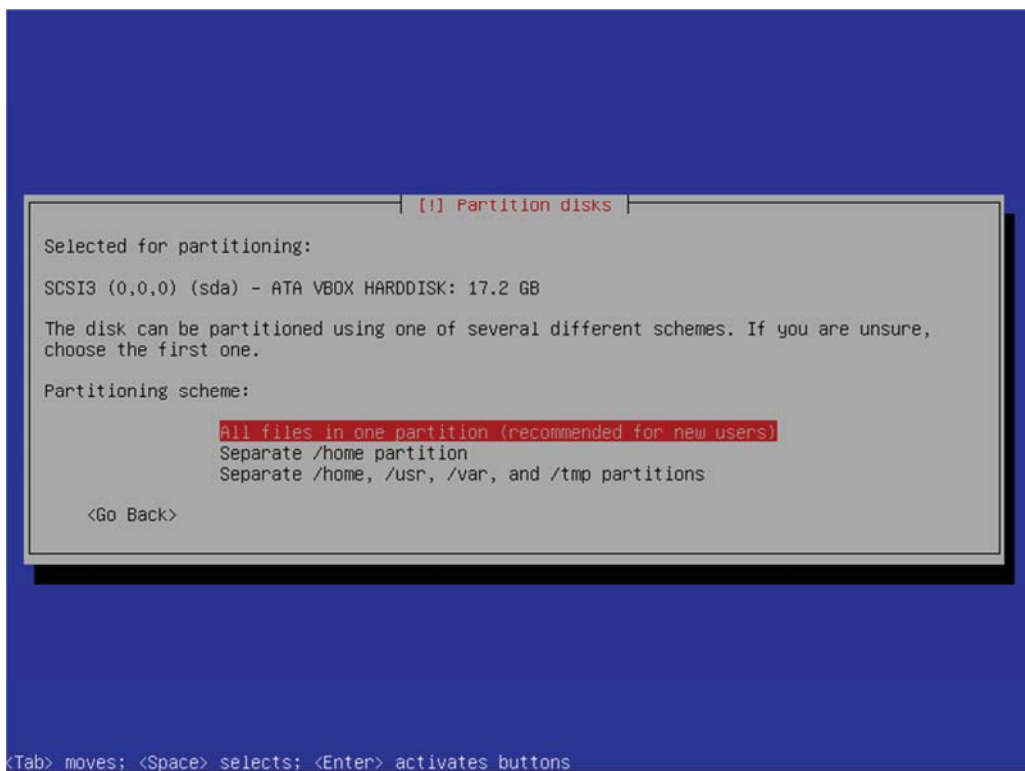 [!] Partition disks
Selected for partitioning:
SCSI3 (0,0,0) (sda) - ATA VBOX HARDDISK: 17.2 GB
The disk can be partitioned using one of several different schemes. If you are unsure,
choose the first one.
Partitioning scheme:
All files in one partition (recommended for new users)
Separate /home partition
Separate /home, /usr, /var, and /tmp partitions
<Go Back>
<Tab> moves; <Space> selects; <Enter> activates buttons